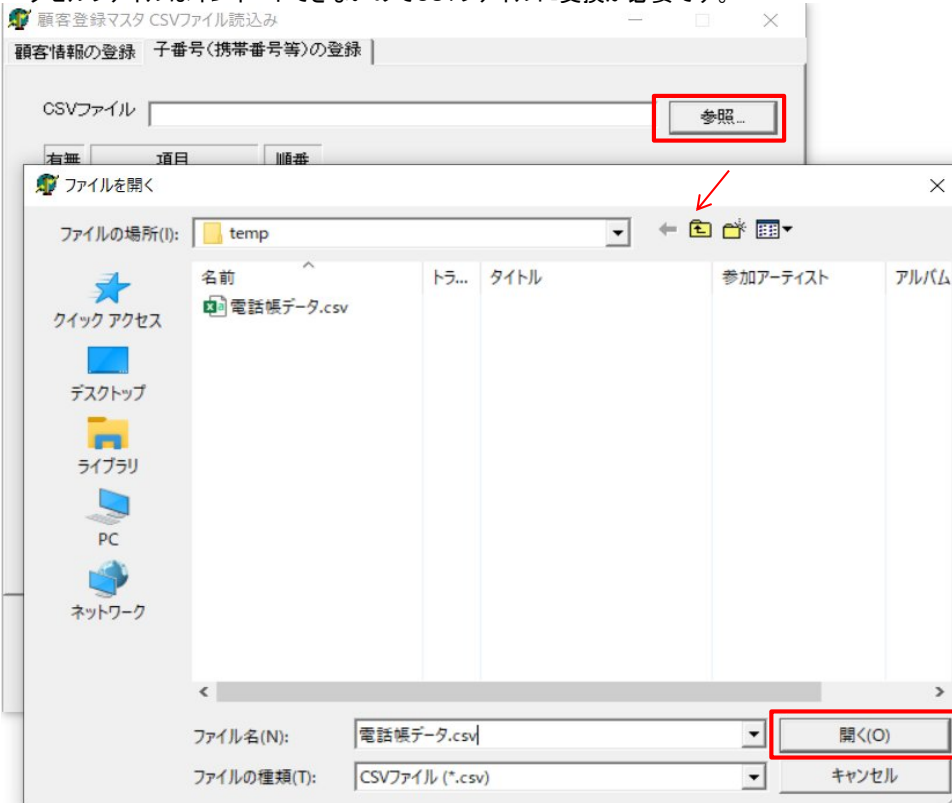 顧客登録マスタ CSVファイル読込み
顧客情報の登録 子番号(携帯番号等)の登録
CSVファイル 参照...
有無 項目 順番
ファイルを開く
ファイルの場所(I): temp
名前 トラ... タイトル 参加アーティスト アルバム
電話帳データ.csv
クイック アクセス
デスクトップ
ライブラリ
PC
ネットワーク
ファイル名(N): 電話帳データ.csv 開く(O)
ファイルの種類(T): CSVファイル (*.csv) キャンセル